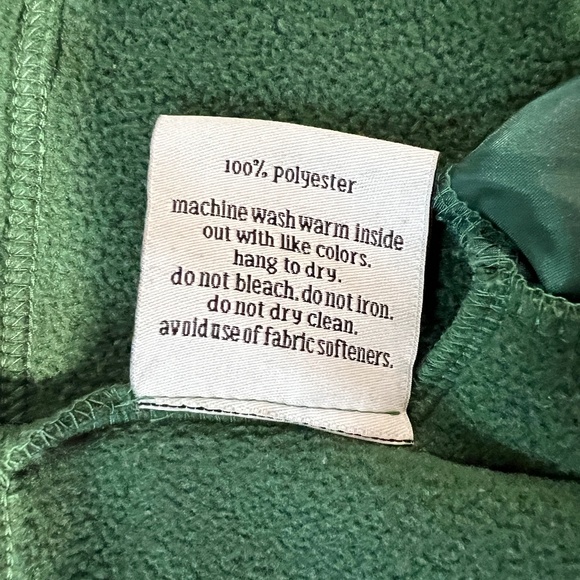 100% polyester
machine wash warm inside
out with like colors.
hang to dry.
do not bleach. do not iron.
do not dry clean.
avoid use of fabric softeners.